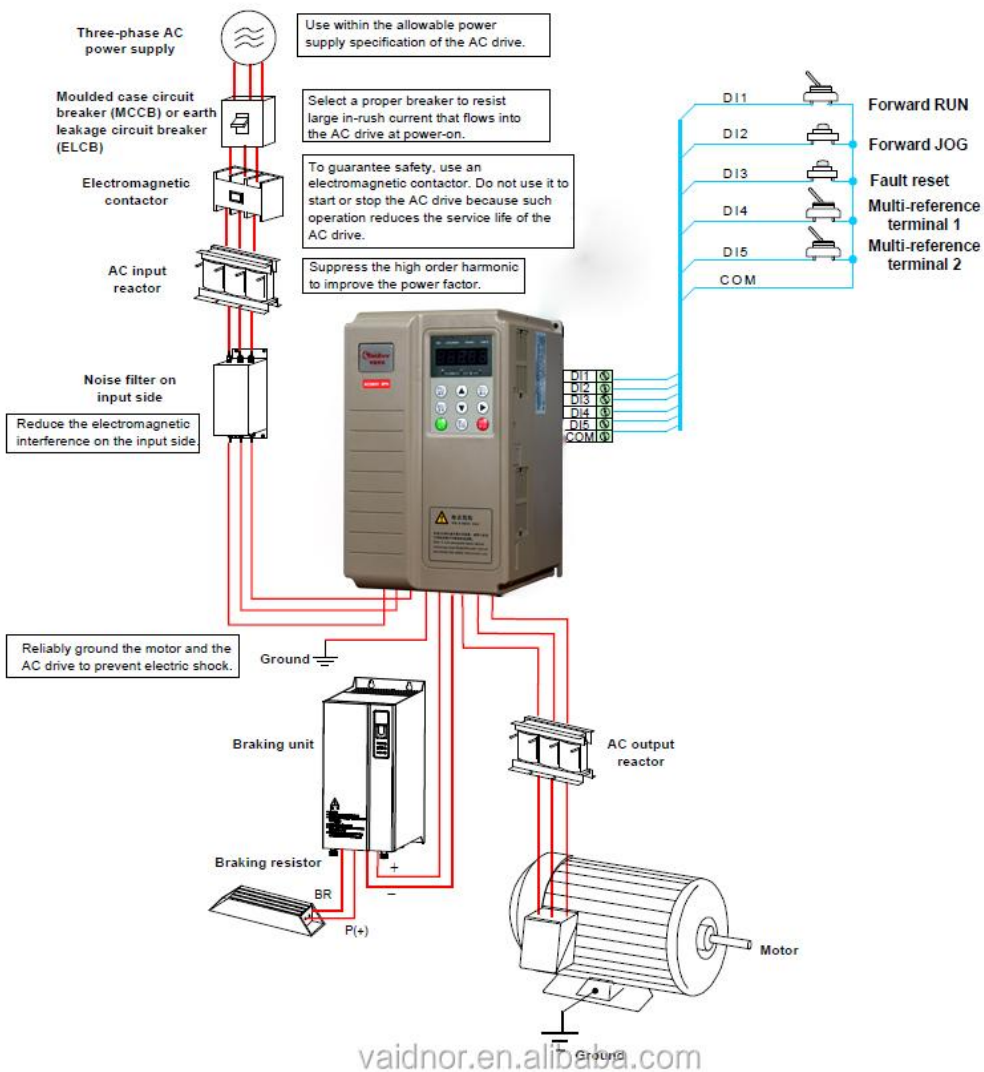 Three-phase AC
power supply
Use within the allowable power
supply specification of the AC drive.
Moulded case circuit
breaker (MCCB) or earth
leakage circuit breaker
(ELCB)
Select a proper breaker to resist
large in-rush current that flows into
the AC drive at power-on.
Electromagnetic
contactor
To guarantee safety, use an
electromagnetic contactor. Do not use it to
start or stop the AC drive because such
operation reduces the service life of the
AC drive.
AC input
reactor
Suppress the high order harmonic
to improve the power factor.
Noise filter on
input side
Reduce the electromagnetic
interference on the input side.
DI1
Forward RUN
DI2
Forward JOG
DI3
Fault reset
DI4
Multi-reference
terminal 1
DI5
Multi-reference
terminal 2
COM
DI1
DI2
DI3
DI4
DI5
COM
Reliably ground the motor and the
AC drive to prevent electric shock.
Ground
Braking unit
AC output
reactor
Braking resistor
+
BR
−
P(+)
Motor
Ground
vaidnor.en.alibaba.com